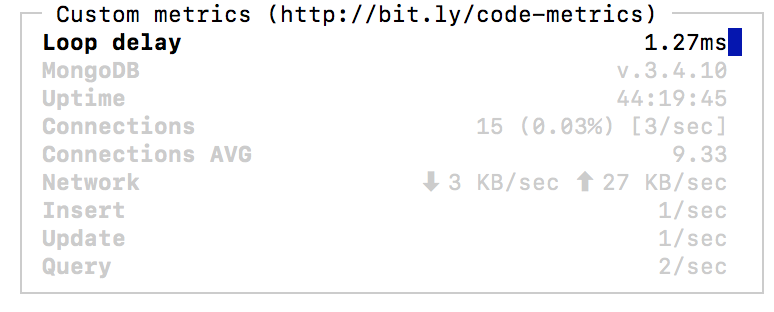 Custom metrics (http://bit.ly/code-metrics)
Loop delay 1.27ms
MongoDB v.3.4.10
Uptime 44:19:45
Connections 15 (0.03%) [3/sec]
Connections AVG 9.33
Network ⬇ 3 KB/sec ⬆ 27 KB/sec
Insert 1/sec
Update 1/sec
Query 2/sec